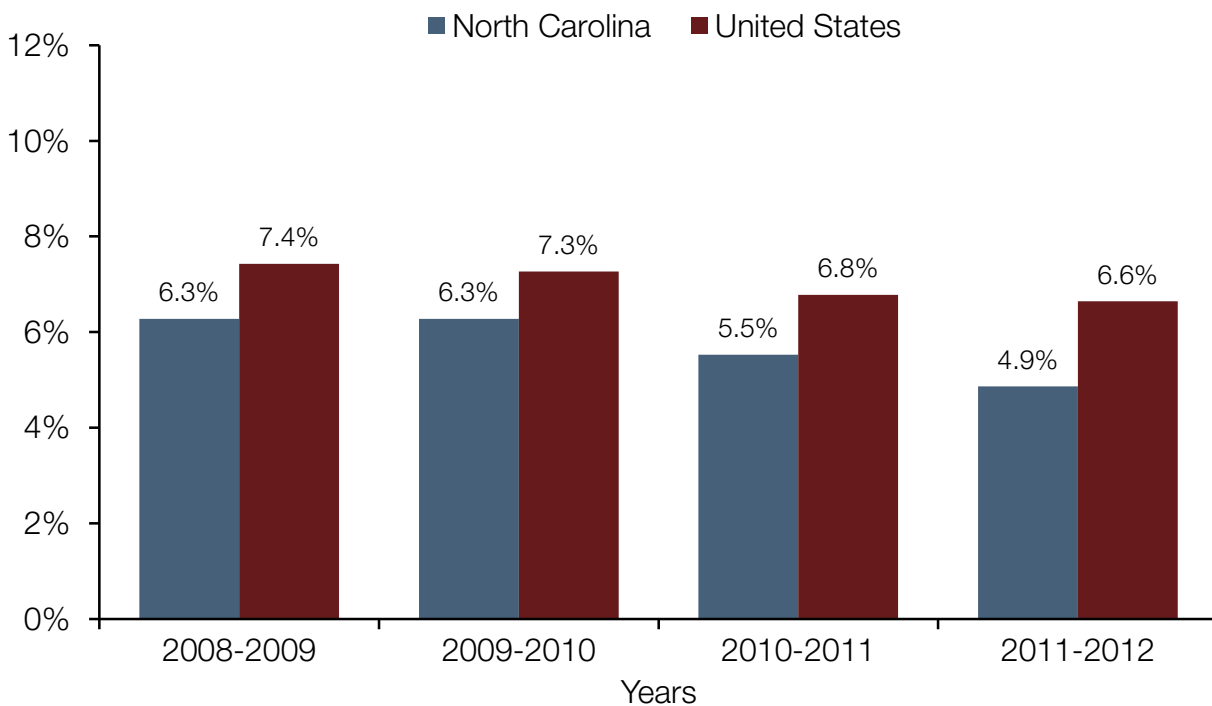 North Carolina United States
12%
10%
8%
6%
4%
2%
0%
6.3% 7.4% 6.3% 7.3% 5.5% 6.8% 4.9% 6.6%
2008-2009 2009-2010 2010-2011 2011-2012
Years